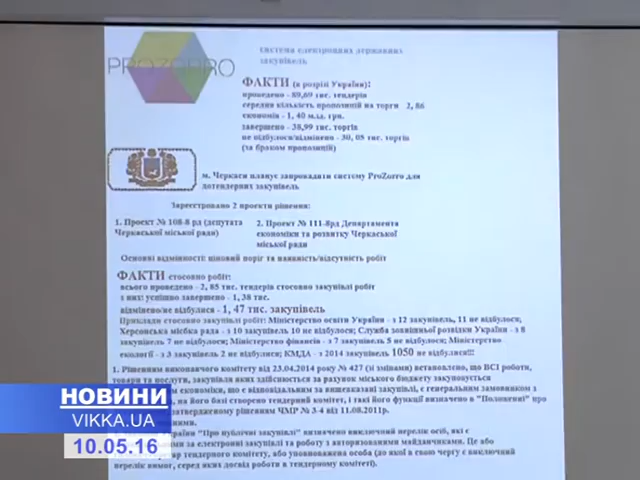 PROZORRO
система електронних державних
закупівель
ФАКТИ (в розрізі України):
проведено - 89,69 тис. тендерів
середня кількість пропозицій на торги 2, 86
економія - 1, 40 млд. грн.
завершено - 38,99 тис. торгів
не відбулося/відмінено - 30, 05 тис. торгів
(за браком пропозицій)
м. Черкаси планує запровадити систему ProZorro для
дотендерних закупівель
Зареєстровано 2 проекти рішення:
1. Проект № 108-8 рд (депутата
Черкаської міської ради)
2. Проект № 111-8рд Департамента
економіки та розвитку Черкаської
міської ради
Основні відмінності: ціновий поріг та наявність/відсутність робіт
ФАКТИ стосовно робіт:
всього проведено - 2, 85 тис. тендерів стосовно закупівлі робіт
з них: успішно завершено - 1, 38 тис.
відмінено/не відбулися - 1, 47 тис. закупівель
Приклади стосовно закупівлі робіт: Міністерство освіти України - з 12 закупівель, 11 не відбулося;
Херсонська міська рада - з 10 закупівель 10 не відбулося; Служба зовнішньої розвідки України - з 8
закупівель 7 не відбулося; Міністерство фінансів - з 7 закупівель 5 не відбулося; Міністерство
екології - з 3 закупівель 2 не відбулися; КМДА - з 2014 закупівель 1050 не відбулися!!!
1. Рішенням виконавчого комітету від 23.04.2014 року № 427 (зі змінами) встановлено, що ВСІ роботи,
товари та послуги, закупівля яких здійснюється за рахунок міського бюджету закуповується
економіки, що є відповідальним за вищевказані закупівлі, є генеральним замовником з
, на його базі створено тендерний комітет, і такі його функції визначено в "Положенні" про
затвердженому рішенням ЧМР № 3-4 від 11.08.2011р.
України "Про публічні закупівлі" визначено виключний перелік осіб, які є
за електронні закупівлі та роботу з авторизованими майданчиками. Це або
тендерного комітету, або уповноважена особа (до якої в свою чергу є виключний
перелік вимог, серед яких досвід роботи в тендерному комітеті).
НОВИНИ
VIKKA.UA
10.05.16